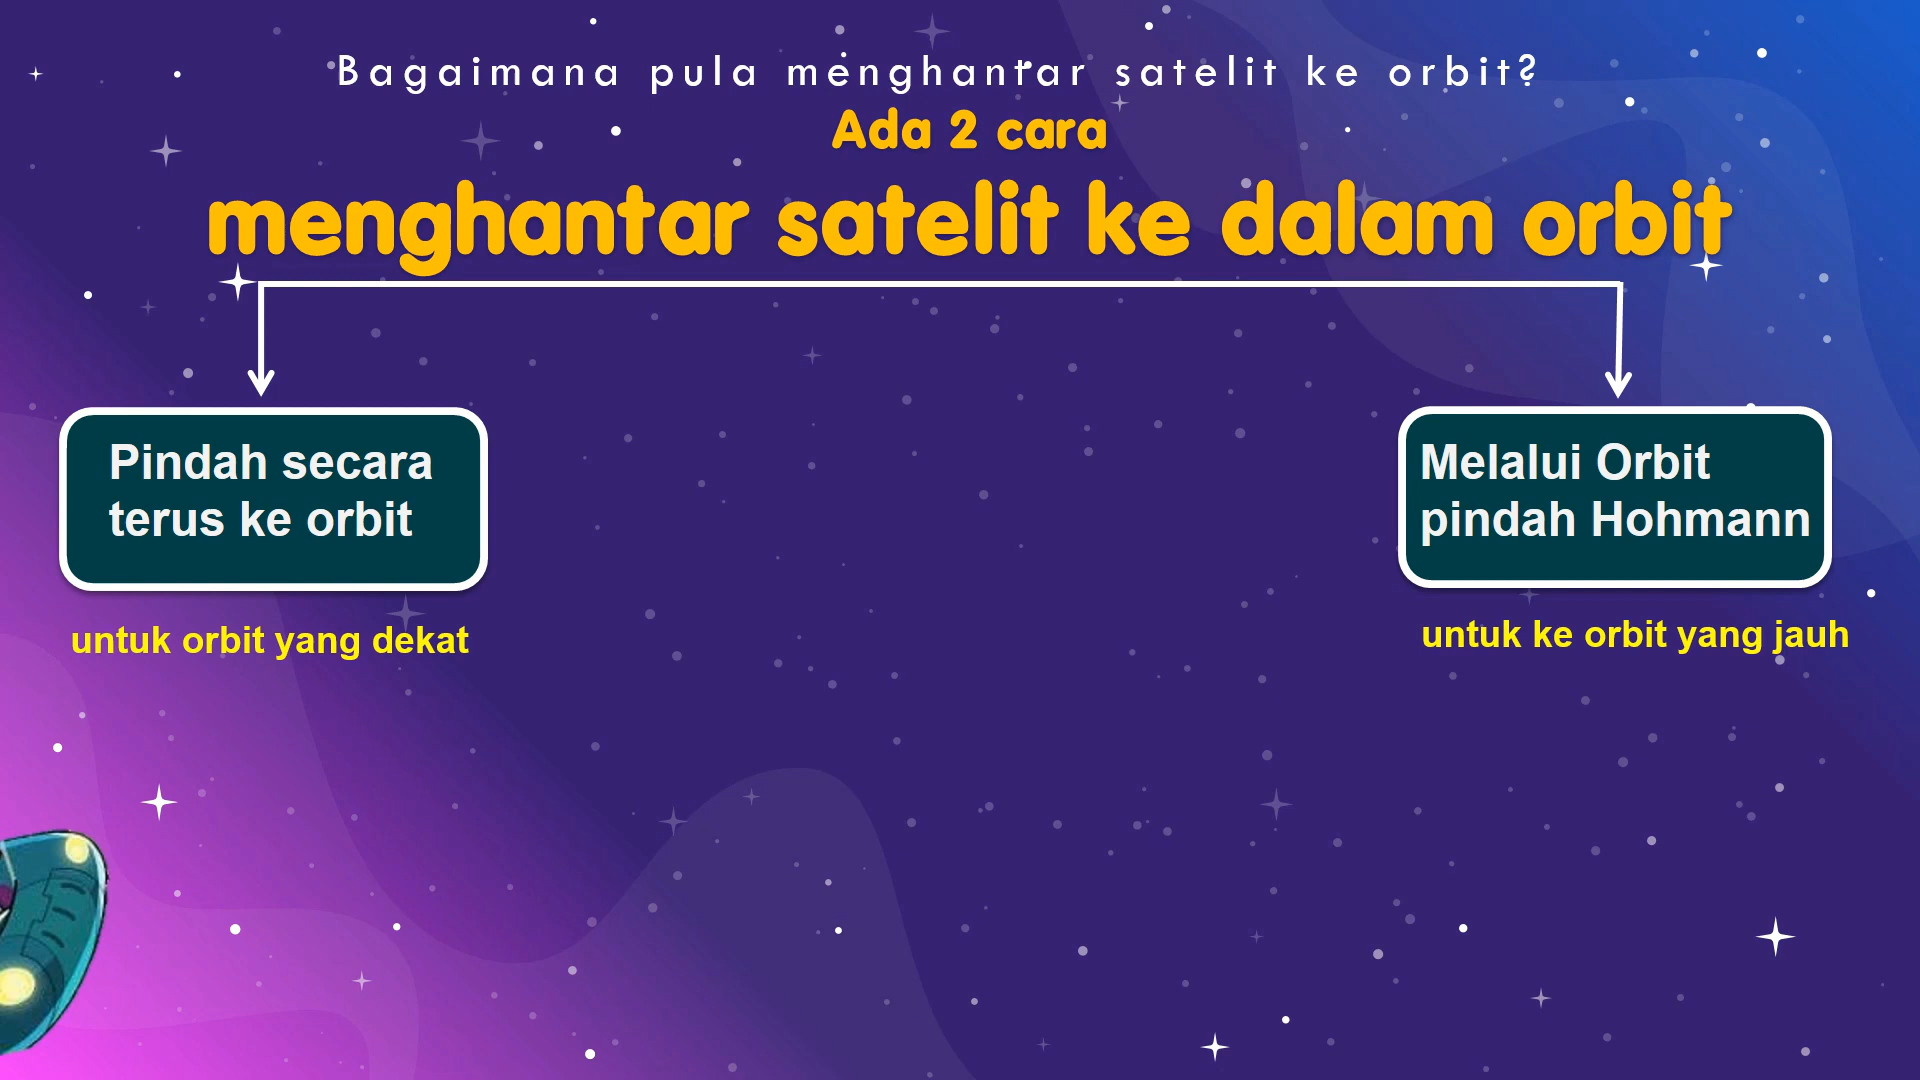 Bagaimana pula menghantar satelit ke orbit?
Ada 2 cara
menghantar satelit ke dalam orbit
Pindah secara
terus ke orbit
untuk orbit yang dekat
Melalui Orbit
pindah Hohmann
untuk ke orbit yang jauh